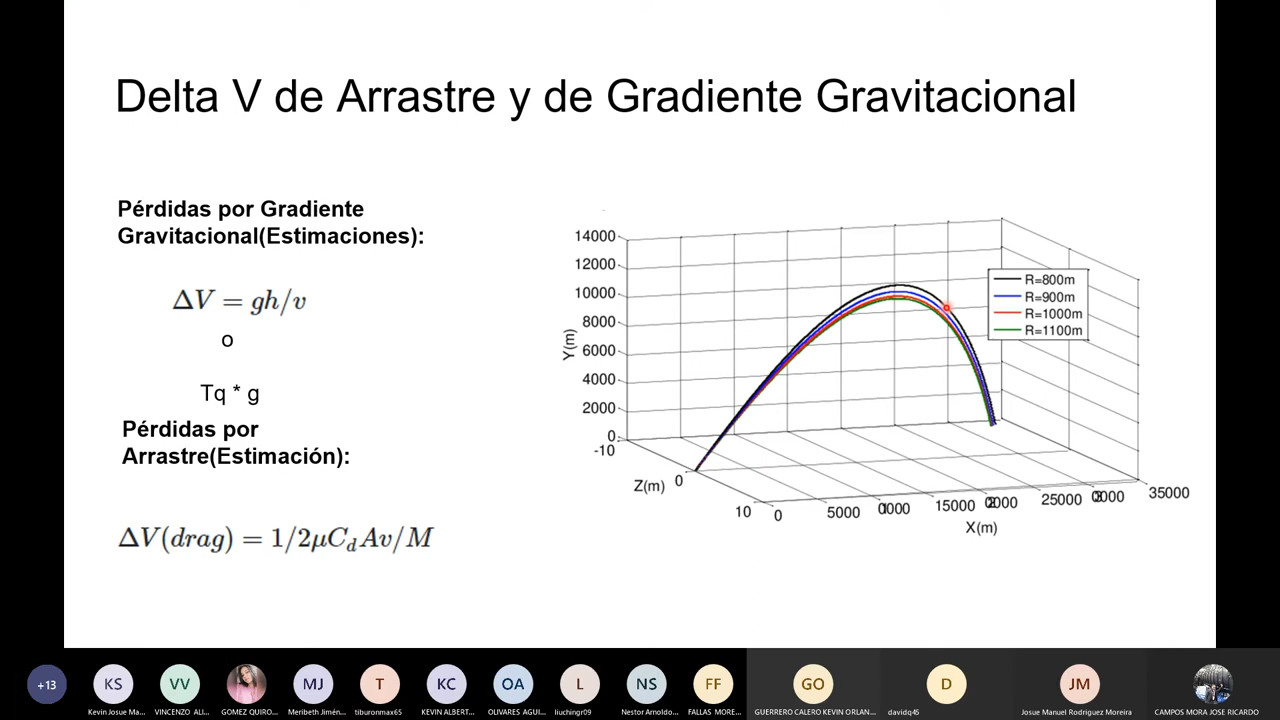 Delta V de Arrastre y de Gradiente Gravitacional
Pérdidas por Gradiente
Gravitacional(Estimaciones):
ΔV = gh/v
o
Tq * g
Pérdidas por
Arrastre(Estimación):
ΔV(drag) = 1/2μC_d Av/M
14000
12000
10000
8000
6000
4000
2000
0
Y(m)
-10
0
10
Z(m)
0
5000
15000
25000
35000
X(m)
R=800m
R=900m
R=1000m
R=1100m
+13
KS
VV
MJ
T
KC
OA
L
NS
FF
GO
D
JM
Kevin Josue Ma...
VINCENZO ALI...
GOMEZ QUIRO...
Meribeth Jimén...
tiburonmax65
KEVIN ALBERT...
OLIVARES AGUI...
liuchingr09
Nestor Arnoldo...
FALLAS MORE...
GUERRERO CALERO KEVIN ORLAN...
davidq45
Josue Manuel Rodriguez Moreira
CAMPOS MORA JOSE RICARDO